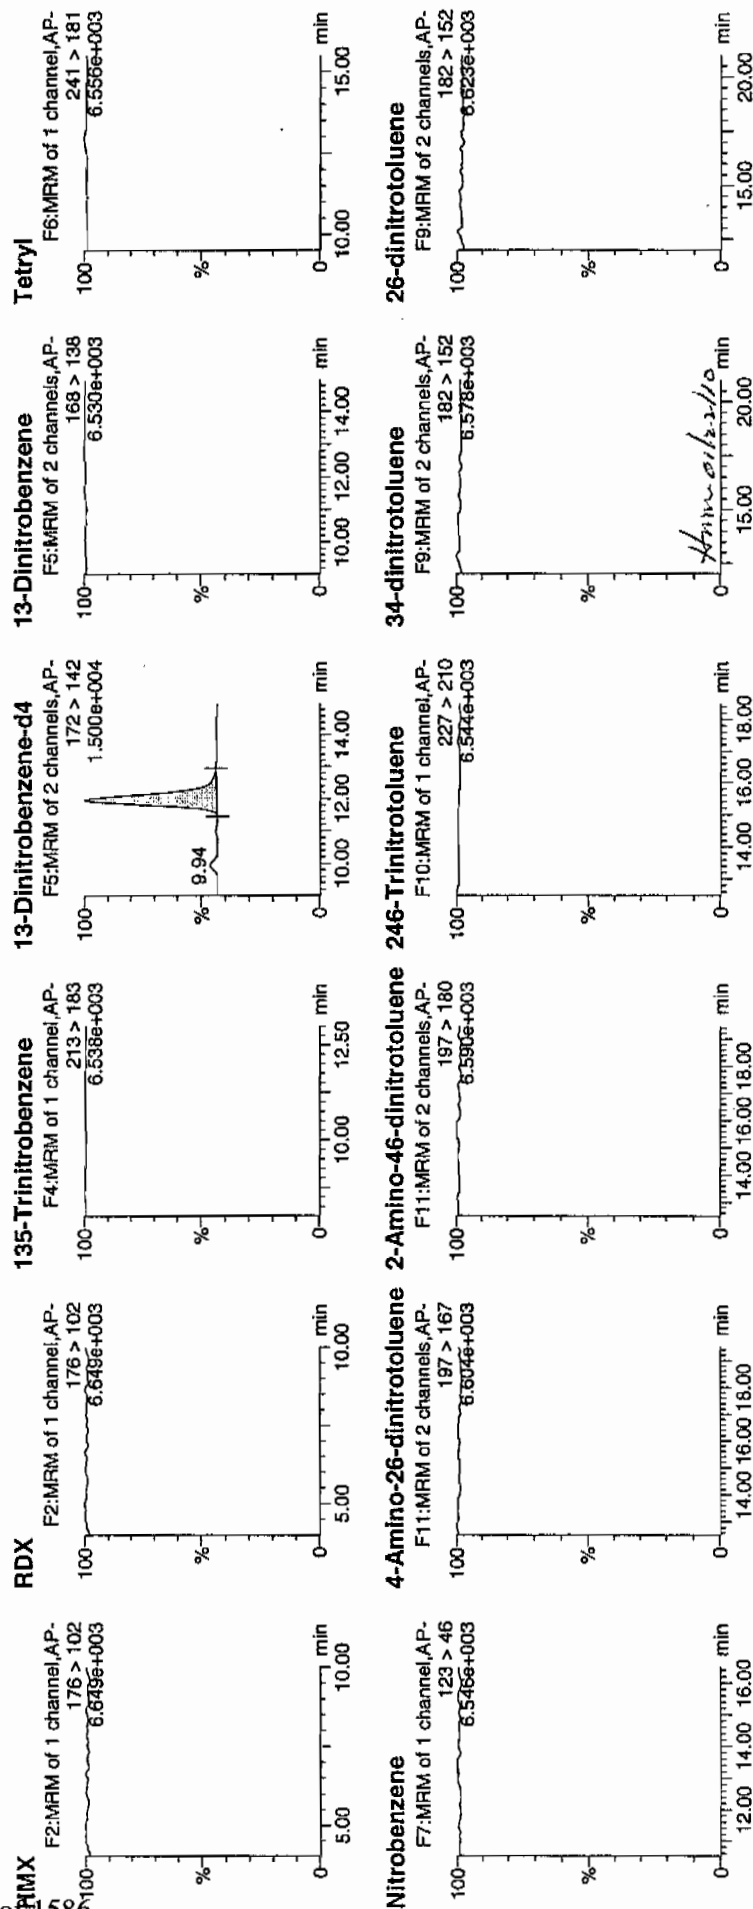 HMX
F2:MRM of 1 channel,AP-
176 > 102
6.649e+003
100
%
0
5.00
10.00
min
RDX
F2:MRM of 1 channel,AP-
176 > 102
6.649e+003
100
%
0
5.00
10.00
min
135-Trinitrobenzene
F4:MRM of 1 channel,AP-
213 > 183
6.538e+003
100
%
0
10.00
12.50
min
13-Dinitrobenzene-d4
F5:MRM of 2 channels,AP-
172 > 142
1.500e+004
100
9.94
%
0
10.00
12.00
14.00
min
13-Dinitrobenzene
F5:MRM of 2 channels,AP-
168 > 138
6.530e+003
100
%
0
10.00
12.00
14.00
min
Tetryl
F6:MRM of 1 channel,AP-
241 > 181
6.556e+003
100
%
0
10.00
15.00
min
Nitrobenzene
F7:MRM of 1 channel,AP-
123 > 46
6.546e+003
100
%
0
12.00
14.00
16.00
min
4-Amino-26-dinitrotoluene
F11:MRM of 2 channels,AP-
197 > 167
6.604e+003
100
%
0
14.00
16.00
18.00
min
2-Amino-46-dinitrotoluene
F11:MRM of 2 channels,AP-
197 > 180
6.590e+003
100
%
0
14.00
16.00
18.00
min
246-Trinitrotoluene
F10:MRM of 1 channel,AP-
227 > 210
6.544e+003
100
%
0
14.00
16.00
18.00
min
34-dinitrotoluene
F9:MRM of 2 channels,AP-
182 > 152
6.578e+003
100
%
0
15.00
20.00
min
26-dinitrotoluene
F9:MRM of 2 channels,AP-
182 > 152
6.623e+003
100
%
0
15.00
20.00
min